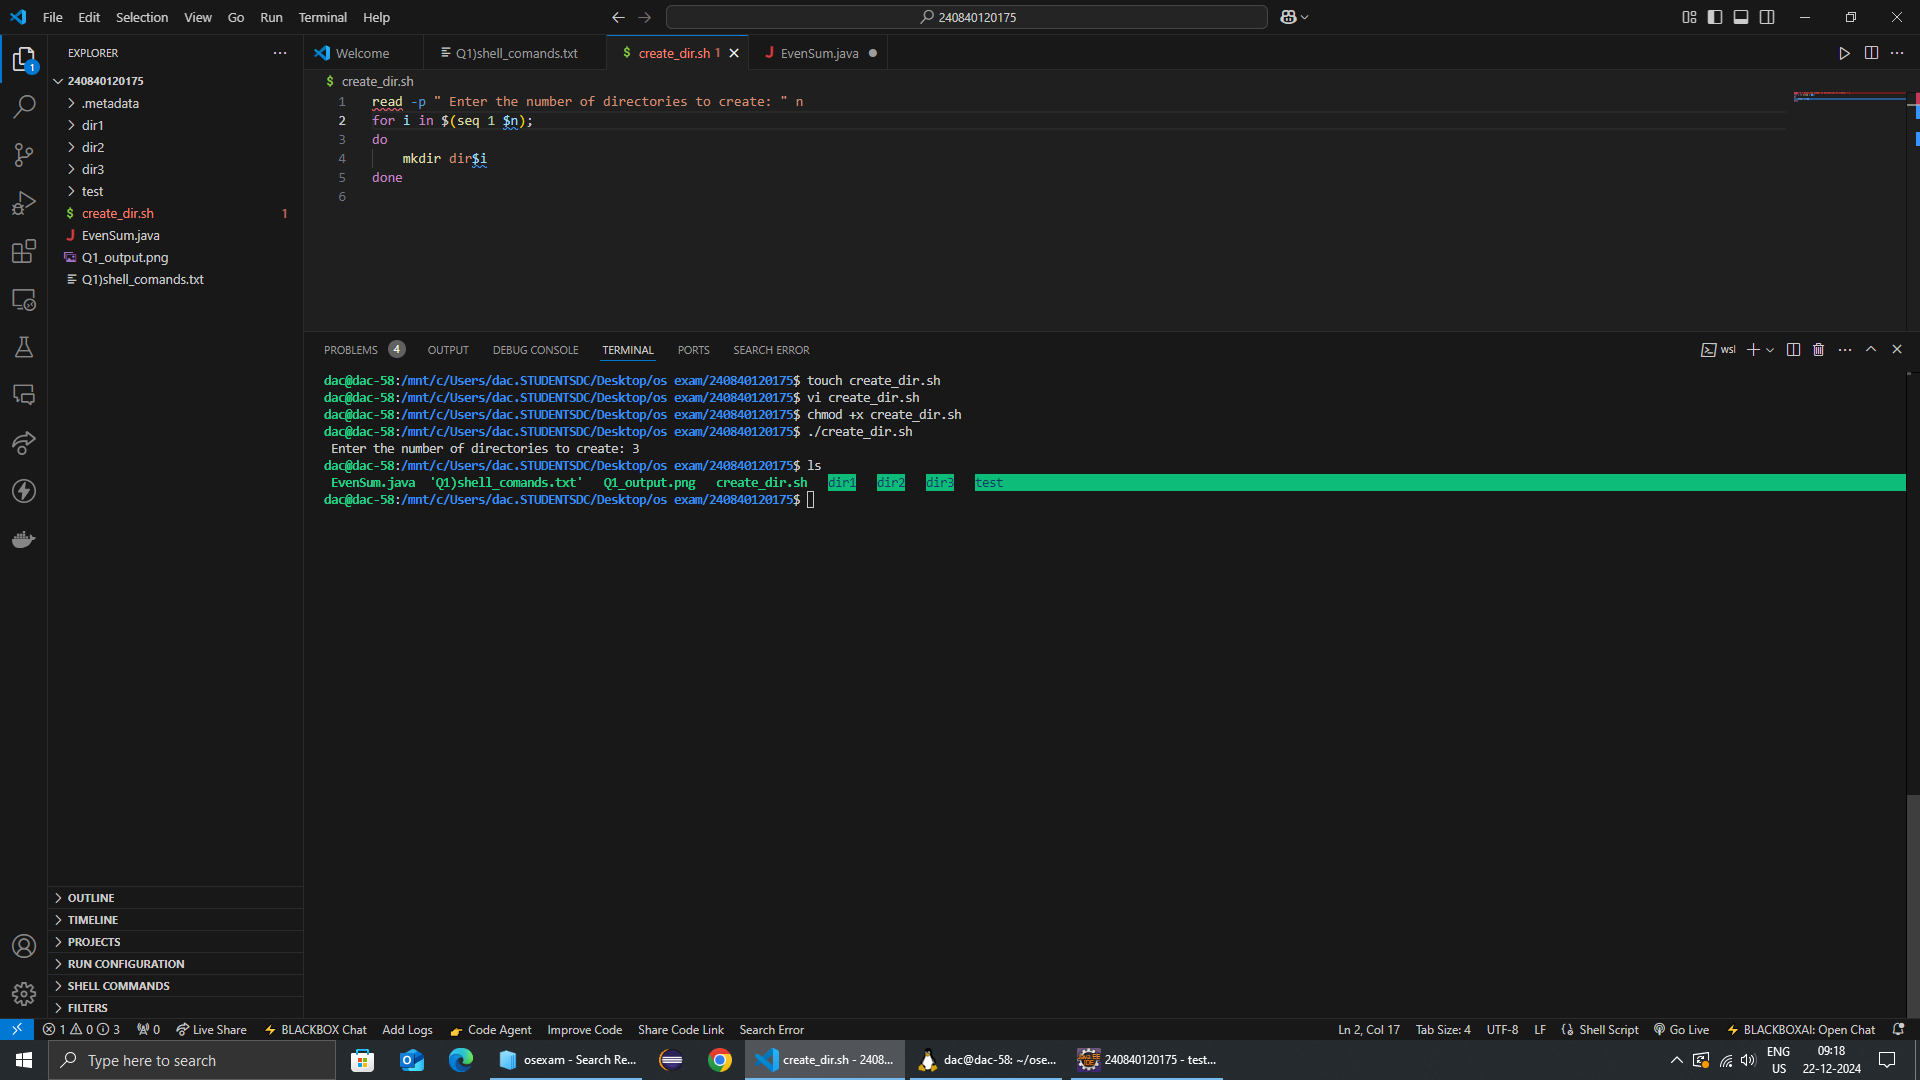 File Edit Selection View Go Run Terminal Help
240840120175
EXPLORER
240840120175
.metadata
dir1
dir2
dir3
test
create_dir.sh 1
EvenSum.java
Q1_output.png
Q1)shell_comands.txt
OUTLINE
TIMELINE
PROJECTS
RUN CONFIGURATION
SHELL COMMANDS
FILTERS
1
Welcome Q1)shell_comands.txt create_dir.sh 1 EvenSum.java
create_dir.sh
1 read -p " Enter the number of directories to create: " n
2 for i in $(seq 1 $n);
3 do
4 mkdir dir$i
5 done
6
PROBLEMS 4 OUTPUT DEBUG CONSOLE TERMINAL PORTS SEARCH ERROR
wsl
dac@dac-58:/mnt/c/Users/dac.STUDENTSDC/Desktop/os exam/240840120175$ touch create_dir.sh
dac@dac-58:/mnt/c/Users/dac.STUDENTSDC/Desktop/os exam/240840120175$ vi create_dir.sh
dac@dac-58:/mnt/c/Users/dac.STUDENTSDC/Desktop/os exam/240840120175$ chmod +x create_dir.sh
dac@dac-58:/mnt/c/Users/dac.STUDENTSDC/Desktop/os exam/240840120175$ ./create_dir.sh
Enter the number of directories to create: 3
dac@dac-58:/mnt/c/Users/dac.STUDENTSDC/Desktop/os exam/240840120175$ ls
EvenSum.java 'Q1)shell_comands.txt' Q1_output.png create_dir.sh dir1 dir2 dir3 test
dac@dac-58:/mnt/c/Users/dac.STUDENTSDC/Desktop/os exam/240840120175$
1 0 3 0 Live Share BLACKBOX Chat Add Logs Code Agent Improve Code Share Code Link Search Error
Ln 2, Col 17 Tab Size: 4 UTF-8 LF Shell Script Go Live BLACKBOXAI: Open Chat
Type here to search
osexam - Search Re...
create_dir.sh - 2408...
dac@dac-58: ~/ose...
240840120175 - test...
ENG
US
09:18
22-12-2024